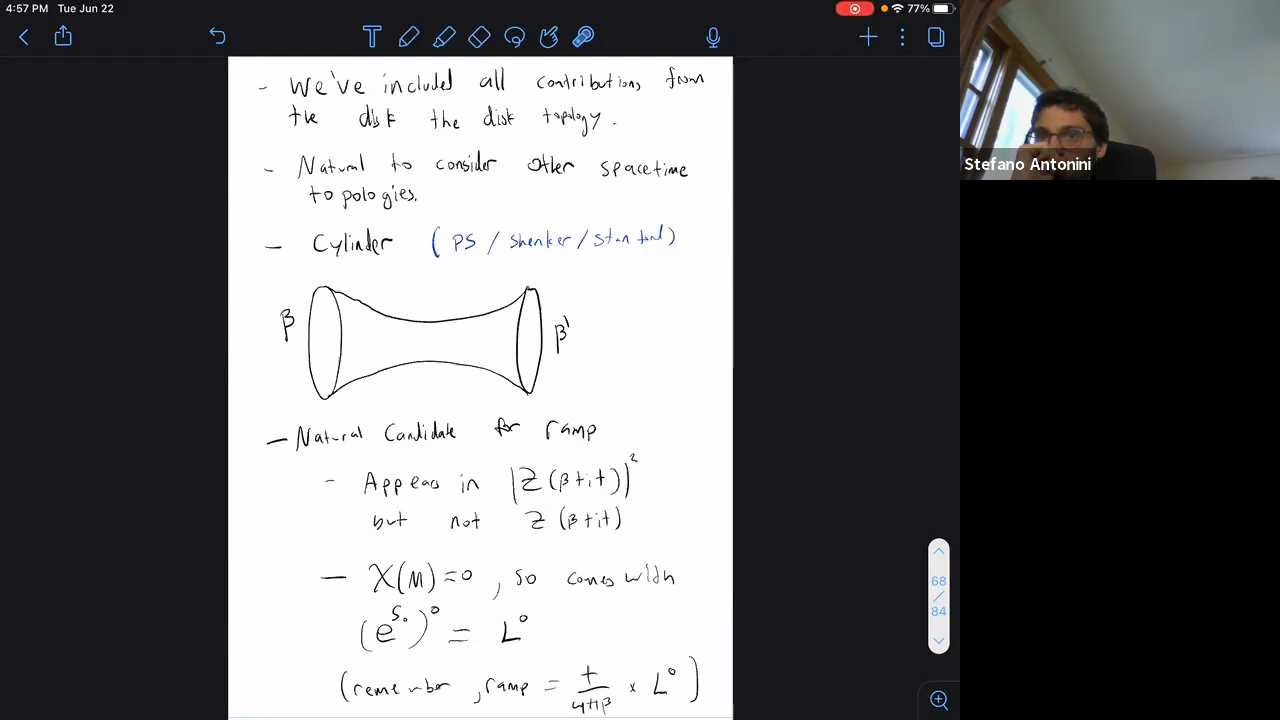 4:57 PM Tue Jun 22
77%
- We've included all contributions from
the disk the disk topology.
- Natural to consider other spacetime
topologies.
- Cylinder (PS / Shenker / Stanford)
β β'
- Natural Candidate for ramp
- Appears in |Z(β+it)|²
but not Z(β+it)
- χ(M)=0, so comes with
(e^{S₀})⁰ = L⁰
(remember, ramp = t/4πβ × L⁰)
68
/
84
Stefano Antonini